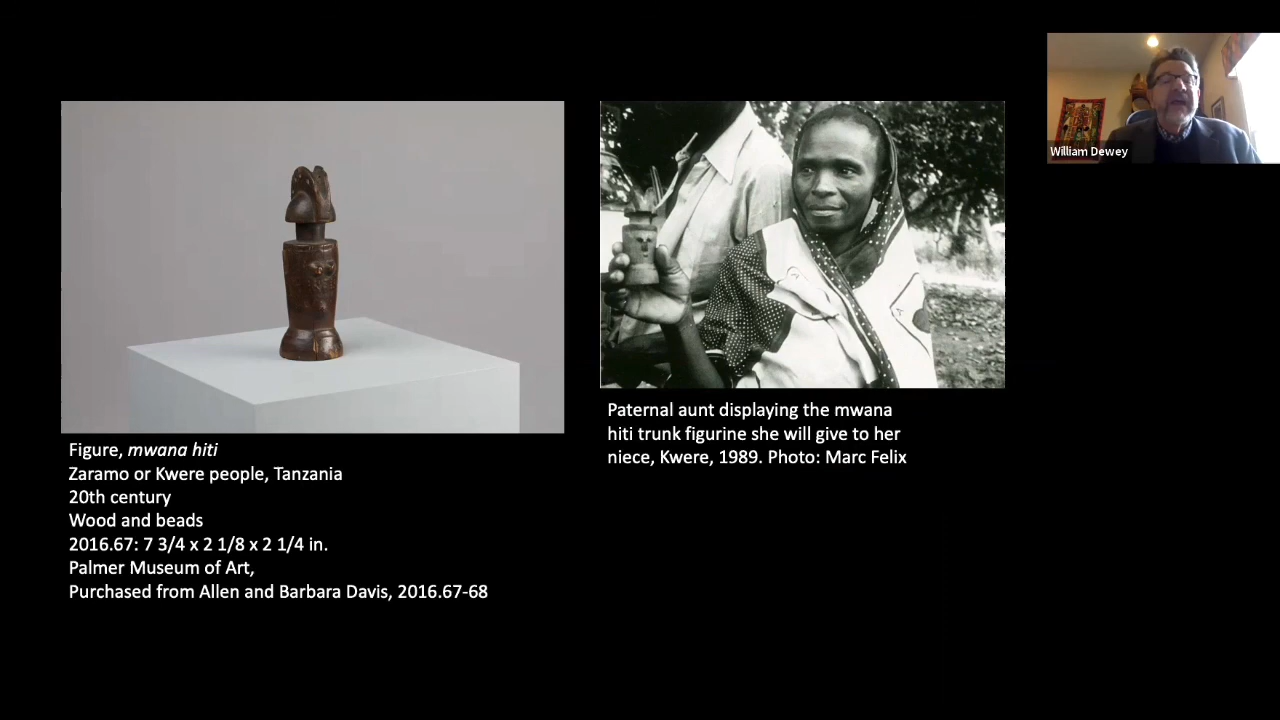 William Dewey
Figure, mwana hiti
Zaramo or Kwere people, Tanzania
20th century
Wood and beads
2016.67: 7 3/4 x 2 1/8 x 2 1/4 in.
Palmer Museum of Art,
Purchased from Allen and Barbara Davis, 2016.67-68
Paternal aunt displaying the mwana
hiti trunk figurine she will give to her
niece, Kwere, 1989. Photo: Marc Felix